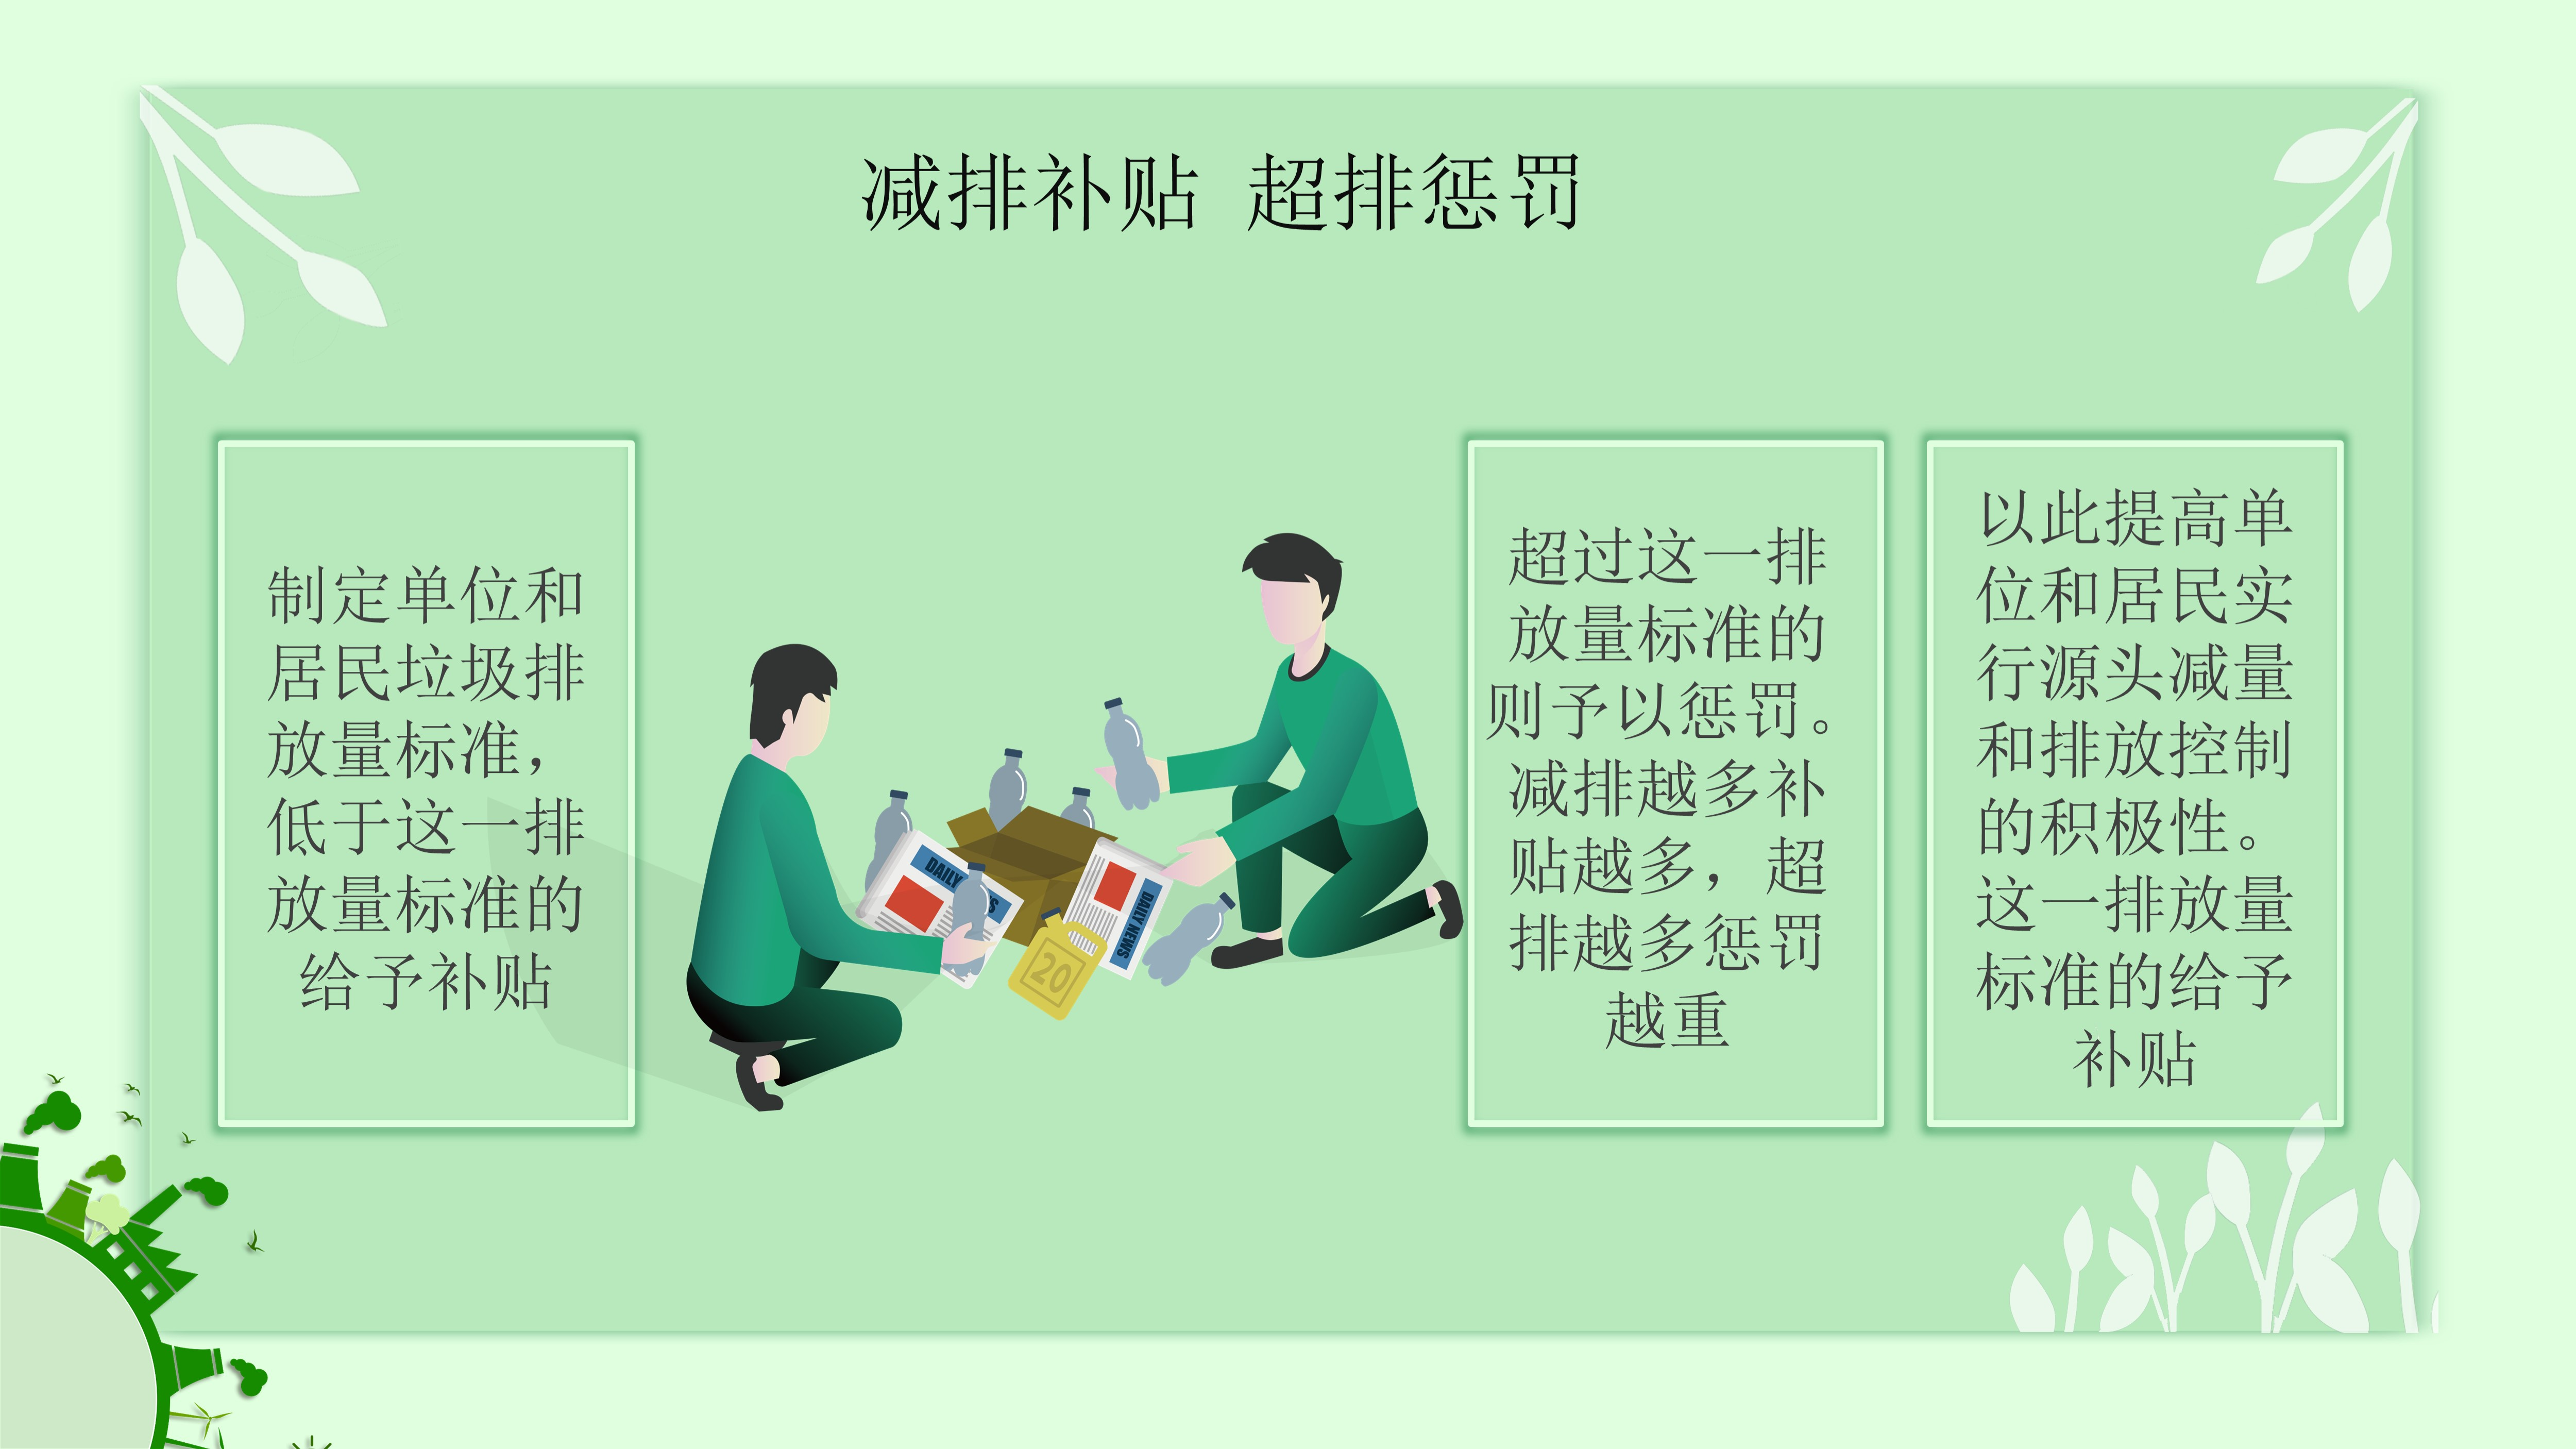 减排补贴 超排惩罚
制定单位和
居民垃圾排
放量标准，
低于这一排
放量标准的
给予补贴
DAILY
S
DAILY NEWS
20
超过这一排
放量标准的
则予以惩罚。
减排越多补
贴越多，超
排越多惩罚
越重
以此提高单
位和居民实
行源头减量
和排放控制
的积极性。
这一排放量
标准的给予
补贴